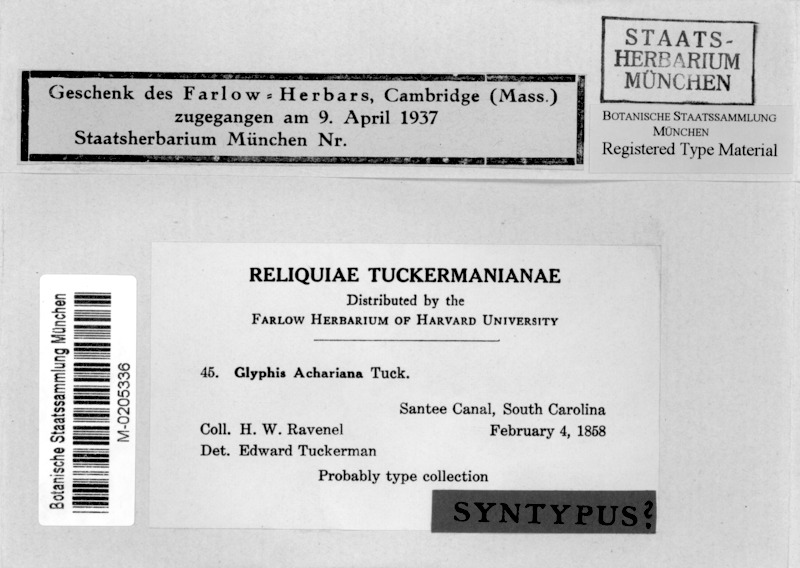 STAATS-
HERBARIUM
MÜNCHEN
Geschenk des Farlow=Herbars, Cambridge (Mass.)
zugegangen am 9. April 1937
Staatsherbarium München Nr.
BOTANISCHE STAATSSAMMLUNG
MÜNCHEN
Registered Type Material
RELIQUIAE TUCKERMANIANAE
Distributed by the
FARLOW HERBARIUM OF HARVARD UNIVERSITY
45. Glyphis Achariana Tuck.
Santee Canal, South Carolina
Coll. H. W. Ravenel February 4, 1858
Det. Edward Tuckerman
Probably type collection
SYNTYPUS?
Botanische Staatssammlung München
M-0205336